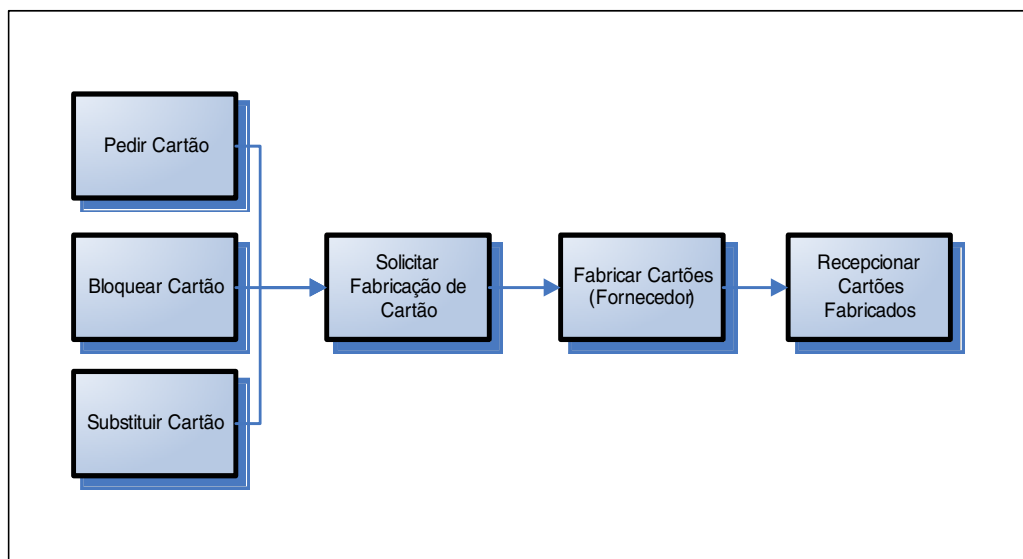 Pedir Cartão
Bloquear Cartão
Substituir Cartão
Solicitar
Fabricação de
Cartão
Fabricar Cartões
(Fornecedor)
Recepcionar
Cartões
Fabricados